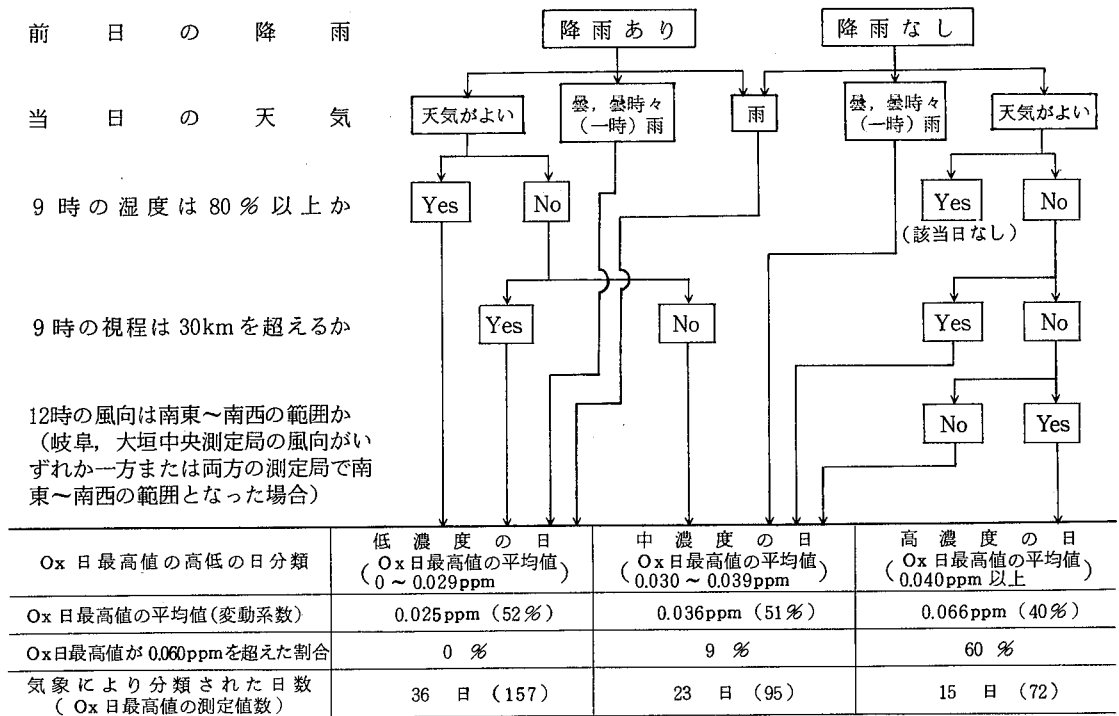 前日の降雨
降雨あり
降雨なし
当日の天気
天気がよい
曇，曇時々
（一時）雨
雨
曇，曇時々
（一時）雨
天気がよい
9時の湿度は80％以上か
Yes
No
Yes
No
（該当日なし）
9時の視程は30kmを超えるか
Yes
No
Yes
No
12時の風向は南東～南西の範囲か
（岐阜，大垣中央測定局の風向がい
ずれか一方または両方の測定局で南
東～南西の範囲となった場合）
No
Yes
Ox日最高値の高低の日分類
低濃度の日
（Ox日最高値の平均値）
0～0.029ppm
中濃度の日
（Ox日最高値の平均値）
0.030～0.039ppm
高濃度の日
（Ox日最高値の平均値）
0.040ppm以上
Ox日最高値の平均値(変動系数)
0.025ppm（52％）
0.036ppm（51％）
0.066ppm（40％）
Ox日最高値が0.060ppmを超えた割合
0％
9％
60％
気象により分類された日数
（Ox日最高値の測定値数）
36日（157）
23日（95）
15日（72）